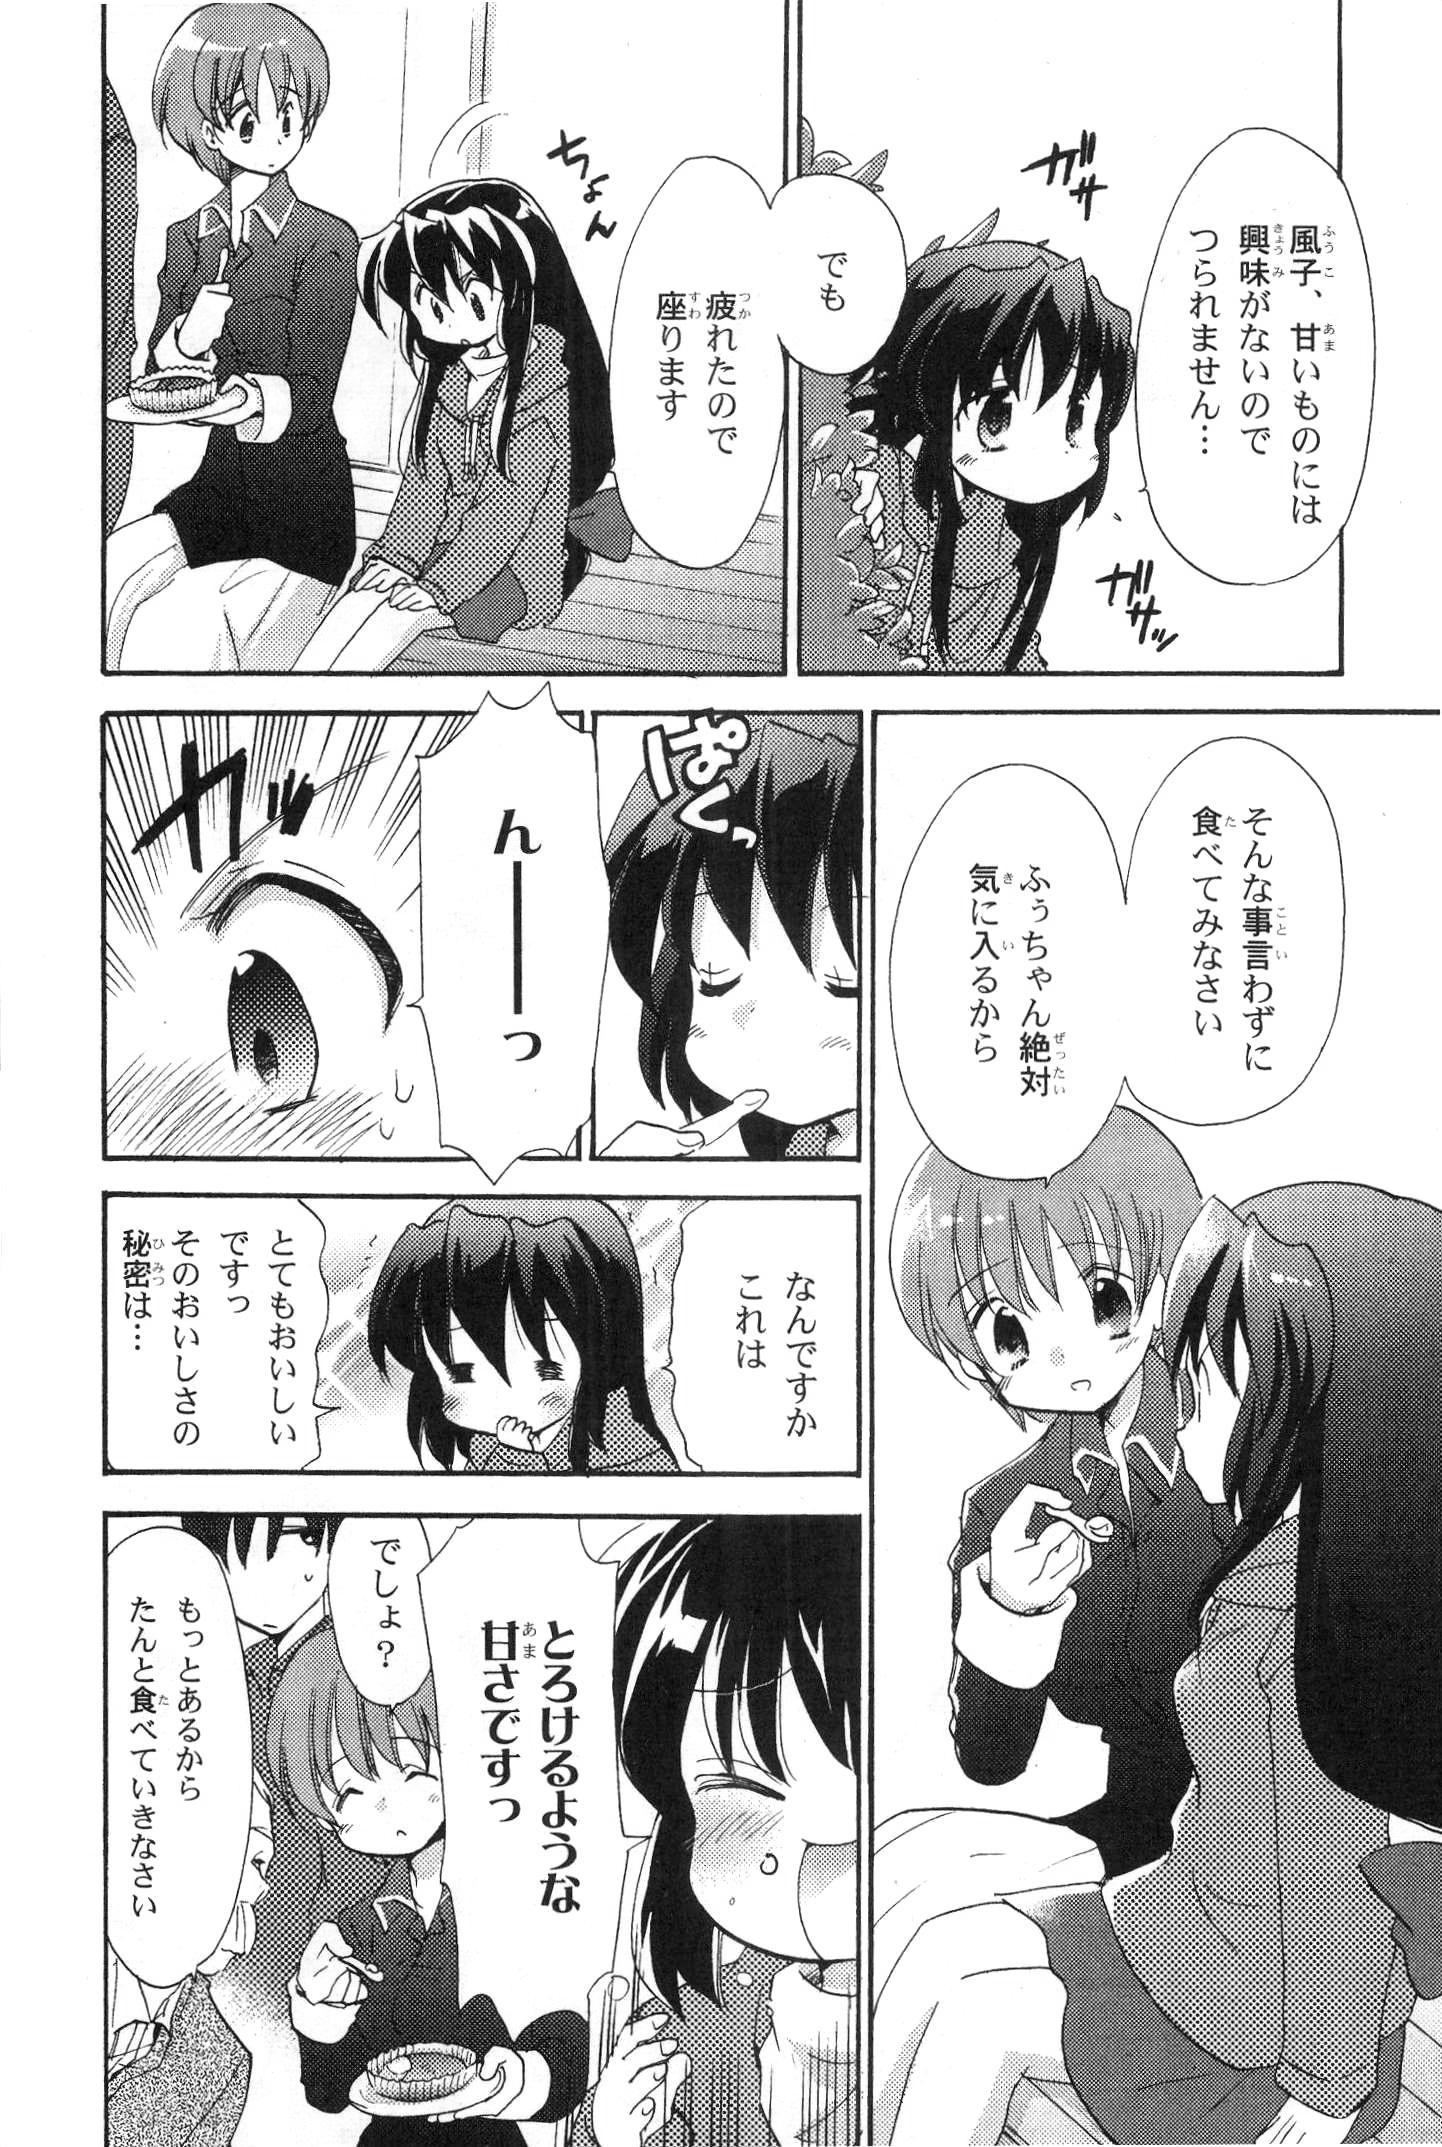 風子、甘いものには
興味がないので
つられません…
ガサ
ガサッ
でも
疲れたので
座ります
ちょん
そんな事言わずに
食べてみなさい
ふぅちゃん絶対
気に入るから
ぱくっ
んーーっ
カッ
なんですか
これは
とてもおいしい
ですっ
そのおいしさの
秘密は…
とろけるような
甘さですっ
でしょ?
もっとあるから
たんと食べていきなさい